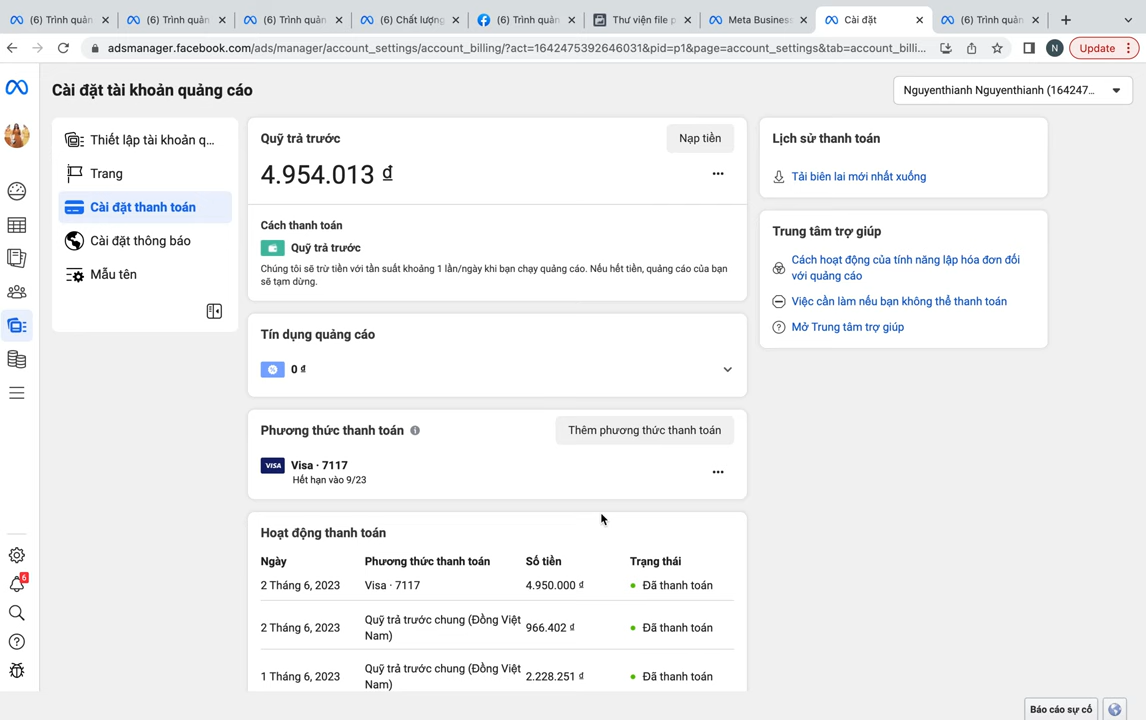 (6) Trình quản
(6) Trình quản
(6) Trình quản
(6) Chất lượng
(6) Trình quản
Thư viện file p
Meta Business
Cài đặt
(6) Trình quản
adsmanager.facebook.com/ads/manager/account_settings/account_billing/?act=1642475392646031&pid=p1&page=account_settings&tab=account_billi...
N
Update
Cài đặt tài khoản quảng cáo
Nguyenthianh Nguyenthianh (164247...
Thiết lập tài khoản q...
Trang
Cài đặt thanh toán
Cài đặt thông báo
Mẫu tên
6
Quỹ trả trước
Nạp tiền
4.954.013 ₫
Cách thanh toán
Quỹ trả trước
Chúng tôi sẽ trừ tiền với tần suất khoảng 1 lần/ngày khi bạn chạy quảng cáo. Nếu hết tiền, quảng cáo của bạn
sẽ tạm dừng.
Tín dụng quảng cáo
0 ₫
Phương thức thanh toán
Thêm phương thức thanh toán
VISA
Visa · 7117
Hết hạn vào 9/23
Hoạt động thanh toán
Ngày Phương thức thanh toán Số tiền Trạng thái
2 Tháng 6, 2023 Visa · 7117 4.950.000 ₫ Đã thanh toán
2 Tháng 6, 2023 Quỹ trả trước chung (Đồng Việt Nam) 966.402 ₫ Đã thanh toán
1 Tháng 6, 2023 Quỹ trả trước chung (Đồng Việt Nam) 2.228.251 ₫ Đã thanh toán
Lịch sử thanh toán
Tải biên lai mới nhất xuống
Trung tâm trợ giúp
Cách hoạt động của tính năng lập hóa đơn đối
với quảng cáo
Việc cần làm nếu bạn không thể thanh toán
Mở Trung tâm trợ giúp
Báo cáo sự cố